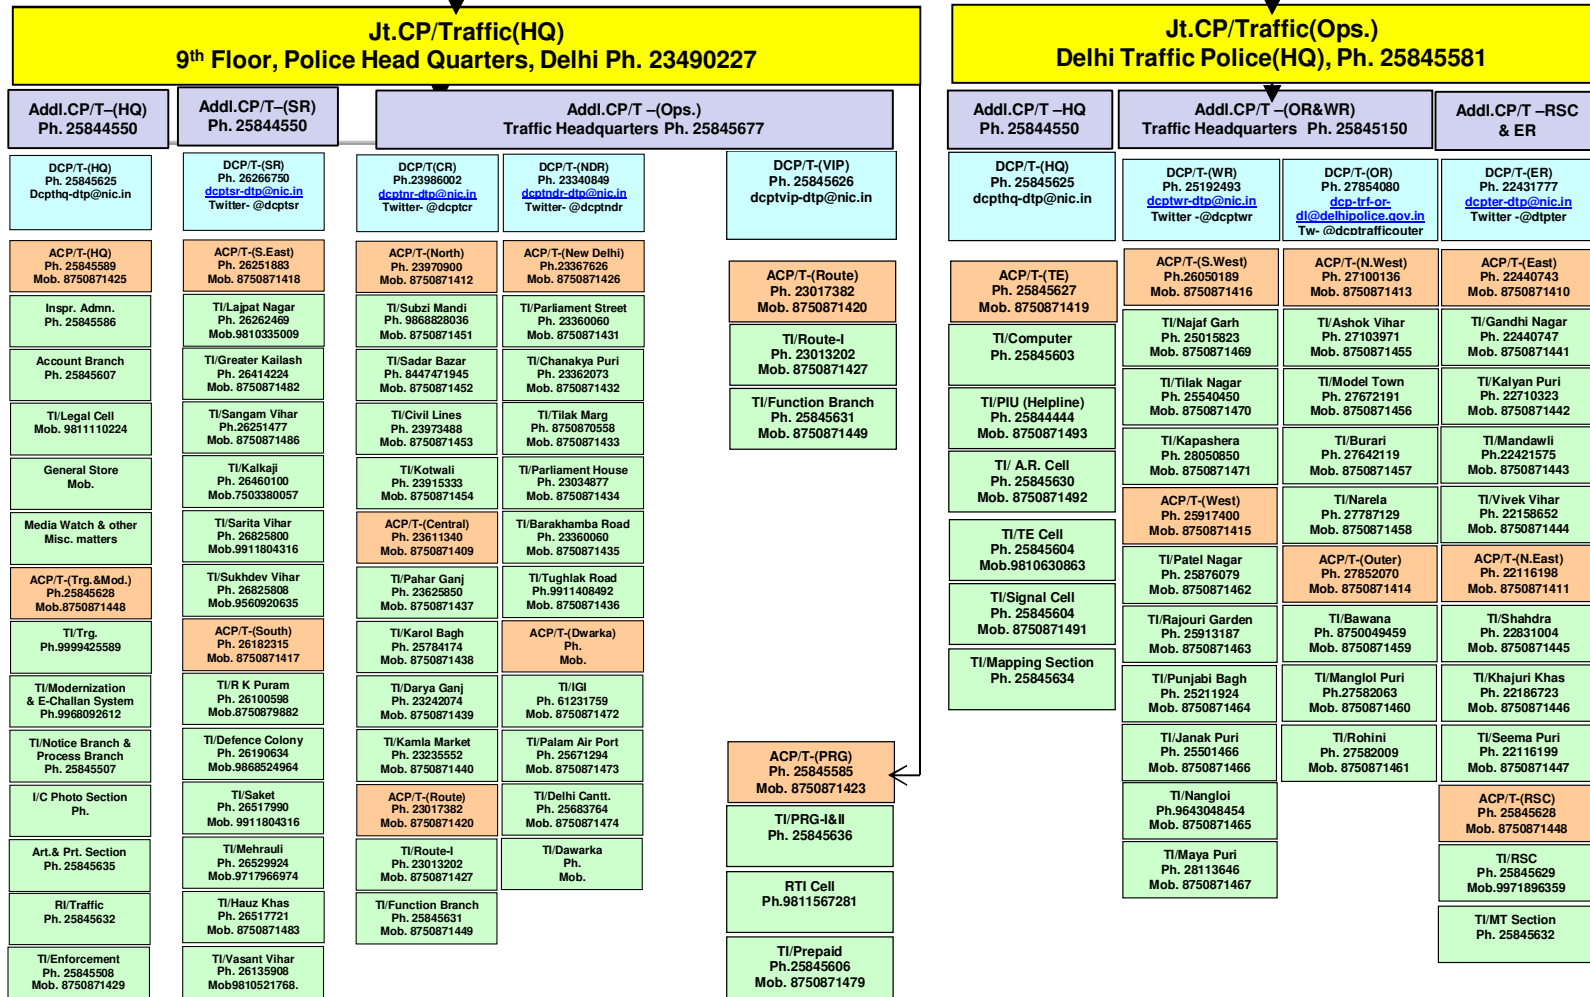 Jt.CP/Traffic(HQ)
9th Floor, Police Head Quarters, Delhi Ph. 23490227
Jt.CP/Traffic(Ops.)
Delhi Traffic Police(HQ), Ph. 25845581
Addl.CP/T–(HQ)
Ph. 25844550
Addl.CP/T–(SR)
Ph. 25844550
Addl.CP/T –(Ops.)
Traffic Headquarters Ph. 25845677
Addl.CP/T –HQ
Ph. 25844550
Addl.CP/T –(OR&WR)
Traffic Headquarters Ph. 25845150
Addl.CP/T –RSC
& ER
DCP/T-(HQ)
Ph. 25845625
Dcpthq-dtp@nic.in
ACP/T-(HQ)
Ph. 25845589
Mob. 8750871425
Inspr. Admn.
Ph. 25845586
Account Branch
Ph. 25845607
TI/Legal Cell
Mob. 9811110224
General Store
Mob.
Media Watch & other
Misc. matters
ACP/T-(Trg.&Mod.)
Ph.25845628
Mob.8750871448
TI/Trg.
Ph.9999425589
TI/Modernization
& E-Challan System
Ph.9968092612
TI/Notice Branch &
Process Branch
Ph. 25845507
I/C Photo Section
Ph.
Art.& Prt. Section
Ph. 25845635
RI/Traffic
Ph. 25845632
TI/Enforcement
Ph. 25845508
Mob. 8750871429
DCP/T-(SR)
Ph. 26266750
dcptsr-dtp@nic.in
Twitter- @dcptsr
ACP/T-(S.East)
Ph. 26251883
Mob. 8750871418
TI/Lajpat Nagar
Ph. 26262469
Mob.9810335009
TI/Greater Kailash
Ph. 26414224
Mob. 8750871482
TI/Sangam Vihar
Ph.26251477
Mob. 8750871486
TI/Kalkaji
Ph. 26460100
Mob.7503380057
TI/Sarita Vihar
Ph. 26825800
Mob.9911804316
TI/Sukhdev Vihar
Ph. 26825808
Mob.9560920635
ACP/T-(South)
Ph. 26182315
Mob. 8750871417
TI/R K Puram
Ph. 26100598
Mob.8750879882
TI/Defence Colony
Ph. 26190634
Mob.9868524964
TI/Saket
Ph. 26517990
Mob. 9911804316
TI/Mehrauli
Ph. 26529924
Mob.9717966974
TI/Hauz Khas
Ph. 26517721
Mob. 8750871483
TI/Vasant Vihar
Ph. 26135908
Mob9810521768.
DCP/T(CR)
Ph.23986002
dcptnr-dtp@nic.in
Twitter- @dcptcr
ACP/T-(North)
Ph. 23970900
Mob. 8750871412
TI/Subzi Mandi
Ph. 9868828036
Mob. 8750871451
TI/Sadar Bazar
Ph. 8447471945
Mob. 8750871452
TI/Civil Lines
Ph. 23973488
Mob. 8750871453
TI/Kotwali
Ph. 23915333
Mob. 8750871454
ACP/T-(Central)
Ph. 23611340
Mob. 8750871409
TI/Pahar Ganj
Ph. 23625850
Mob. 8750871437
TI/Karol Bagh
Ph. 25784174
Mob. 8750871438
TI/Darya Ganj
Ph. 23242074
Mob. 8750871439
TI/Kamla Market
Ph. 23235552
Mob. 8750871440
ACP/T-(Route)
Ph. 23017382
Mob. 8750871420
TI/Route-I
Ph. 23013202
Mob. 8750871427
TI/Function Branch
Ph. 25845631
Mob. 8750871449
DCP/T-(NDR)
Ph. 23340849
dcptndr-dtp@nic.in
Twitter- @dcptndr
ACP/T-(New Delhi)
Ph.23367626
Mob. 8750871426
TI/Parliament Street
Ph. 23360060
Mob. 8750871431
TI/Chanakya Puri
Ph. 23362073
Mob. 8750871432
TI/Tilak Marg
Ph. 8750870558
Mob. 8750871433
TI/Parliament House
Ph. 23034877
Mob. 8750871434
TI/Barakhamba Road
Ph. 23360060
Mob. 8750871435
TI/Tughlak Road
Ph.9911408492
Mob. 8750871436
ACP/T-(Dwarka)
Ph.
Mob.
TI/IGI
Ph. 61231759
Mob. 8750871472
TI/Palam Air Port
Ph. 25671294
Mob. 8750871473
TI/Delhi Cantt.
Ph. 25683764
Mob. 8750871474
TI/Dawarka
Ph.
Mob.
DCP/T-(VIP)
Ph. 25845626
dcptvip-dtp@nic.in
ACP/T-(Route)
Ph. 23017382
Mob. 8750871420
TI/Route-I
Ph. 23013202
Mob. 8750871427
TI/Function Branch
Ph. 25845631
Mob. 8750871449
ACP/T-(PRG)
Ph. 25845585
Mob. 8750871423
TI/PRG-I&II
Ph. 25845636
RTI Cell
Ph.9811567281
TI/Prepaid
Ph.25845606
Mob. 8750871479
DCP/T-(HQ)
Ph. 25845625
dcpthq-dtp@nic.in
ACP/T-(TE)
Ph. 25845627
Mob. 8750871419
TI/Computer
Ph. 25845603
TI/PIU (Helpline)
Ph. 25844444
Mob. 8750871493
TI/ A.R. Cell
Ph. 25845630
Mob. 8750871492
TI/TE Cell
Ph. 25845604
Mob.9810630863
TI/Signal Cell
Ph. 25845604
Mob. 8750871491
TI/Mapping Section
Ph. 25845634
DCP/T-(WR)
Ph. 25192493
dcptwr-dtp@nic.in
Twitter -@dcptwr
ACP/T-(S.West)
Ph.26050189
Mob. 8750871416
TI/Najaf Garh
Ph. 25015823
Mob. 8750871469
TI/Tilak Nagar
Ph. 25540450
Mob. 8750871470
TI/Kapashera
Ph. 28050850
Mob. 8750871471
ACP/T-(West)
Ph. 25917400
Mob. 8750871415
TI/Patel Nagar
Ph. 25876079
Mob. 8750871462
TI/Rajouri Garden
Ph. 25913187
Mob. 8750871463
TI/Punjabi Bagh
Ph. 25211924
Mob. 8750871464
TI/Janak Puri
Ph. 25501466
Mob. 8750871466
TI/Nangloi
Ph.9643048454
Mob. 8750871465
TI/Maya Puri
Ph. 28113646
Mob. 8750871467
DCP/T-(OR)
Ph. 27854080
dcp-trf-or-
dl@delhipolice.gov.in
Tw- @dcptrafficouter
ACP/T-(N.West)
Ph. 27100136
Mob. 8750871413
TI/Ashok Vihar
Ph. 27103971
Mob. 8750871455
TI/Model Town
Ph. 27672191
Mob. 8750871456
TI/Burari
Ph. 27642119
Mob. 8750871457
TI/Narela
Ph. 27787129
Mob. 8750871458
ACP/T-(Outer)
Ph. 27852070
Mob. 8750871414
TI/Bawana
Ph. 8750049459
Mob. 8750871459
TI/Manglol Puri
Ph.27582063
Mob. 8750871460
TI/Rohini
Ph. 27582009
Mob. 8750871461
DCP/T-(ER)
Ph. 22431777
dcpter-dtp@nic.in
Twitter -@dtpter
ACP/T-(East)
Ph. 22440743
Mob. 8750871410
TI/Gandhi Nagar
Ph. 22440747
Mob. 8750871441
TI/Kalyan Puri
Ph. 22710323
Mob. 8750871442
TI/Mandawli
Ph.22421575
Mob. 8750871443
TI/Vivek Vihar
Ph. 22158652
Mob. 8750871444
ACP/T-(N.East)
Ph. 22116198
Mob. 8750871411
TI/Shahdra
Ph. 22831004
Mob. 8750871445
TI/Khajuri Khas
Ph. 22186723
Mob. 8750871446
TI/Seema Puri
Ph. 22116199
Mob. 8750871447
ACP/T-(RSC)
Ph. 25845628
Mob. 8750871448
TI/RSC
Ph. 25845629
Mob.9971896359
TI/MT Section
Ph. 25845632